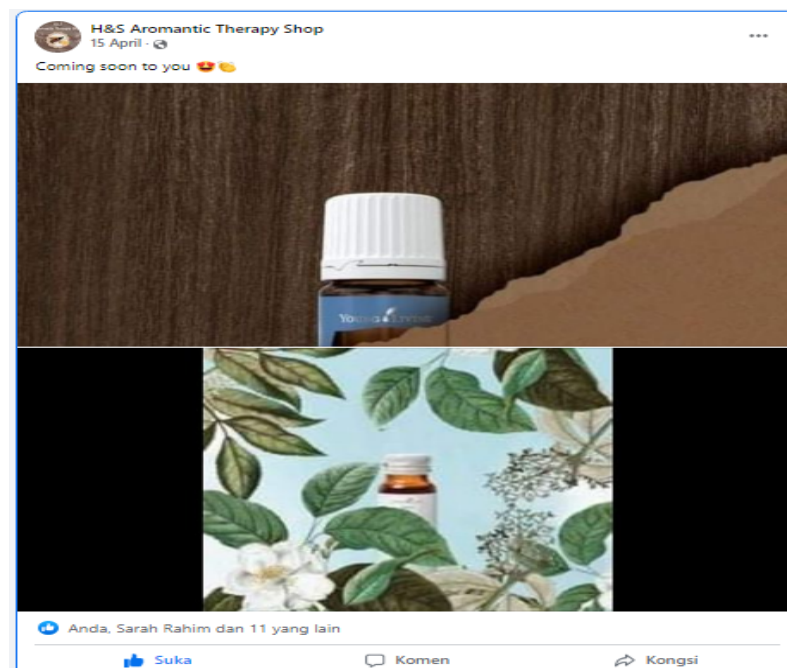 H&S Aromantic Therapy Shop
15 April ·
Coming soon to you 🤩👏
Young Living
Anda, Sarah Rahim dan 11 yang lain
Suka
Komen
Kongsi